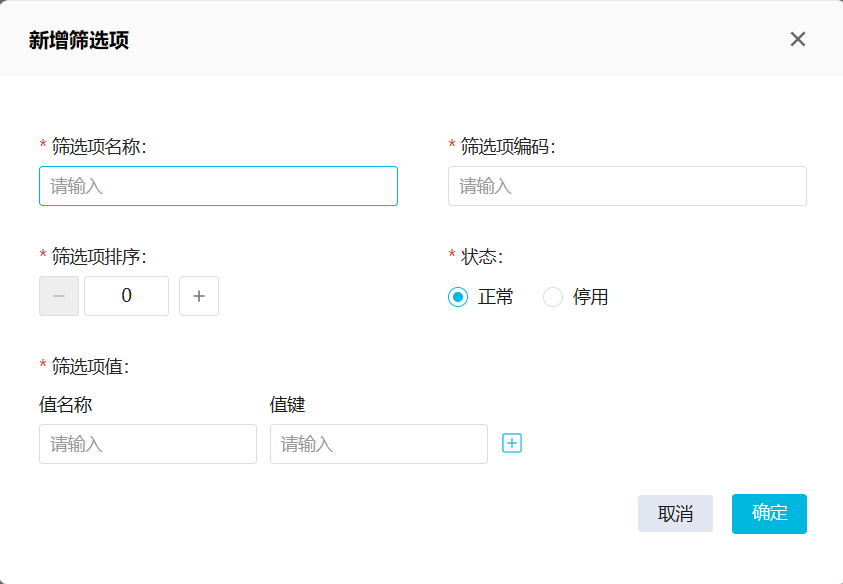 新增筛选项
* 筛选项名称:
* 筛选项编码:
请输入
请输入
* 筛选项排序:
* 状态:
0
正常
停用
* 筛选项值:
值名称
值键
请输入
请输入
取消
确定